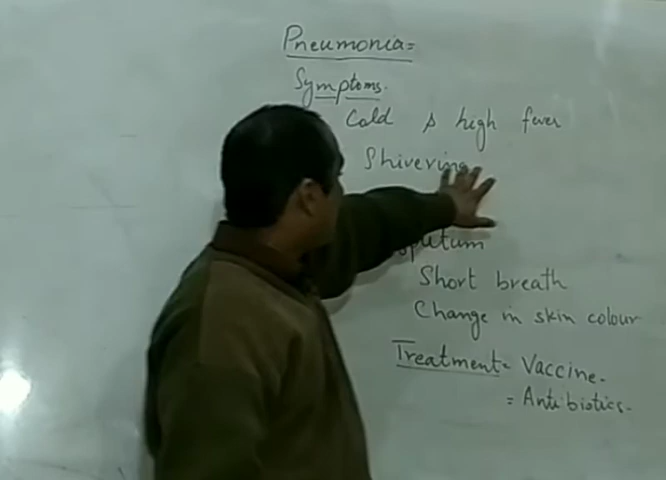 Pneumonia =
Symptoms.
Cold & high fever
Shivering
Sputum
Short breath
Change in skin colour
Treatment = Vaccine.
= Antibiotics.